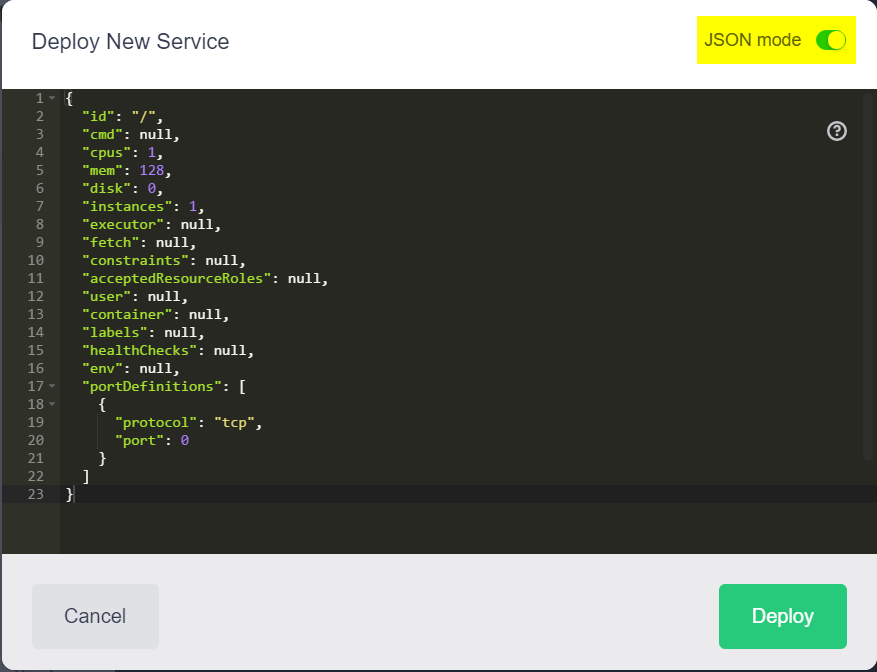 Deploy New Service
JSON mode
1 {
2 "id": "/",
3 "cmd": null,
4 "cpus": 1,
5 "mem": 128,
6 "disk": 0,
7 "instances": 1,
8 "executor": null,
9 "fetch": null,
10 "constraints": null,
11 "acceptedResourceRoles": null,
12 "user": null,
13 "container": null,
14 "labels": null,
15 "healthChecks": null,
16 "env": null,
17 "portDefinitions": [
18 {
19 "protocol": "tcp",
20 "port": 0
21 }
22 ]
23 }
Cancel
Deploy